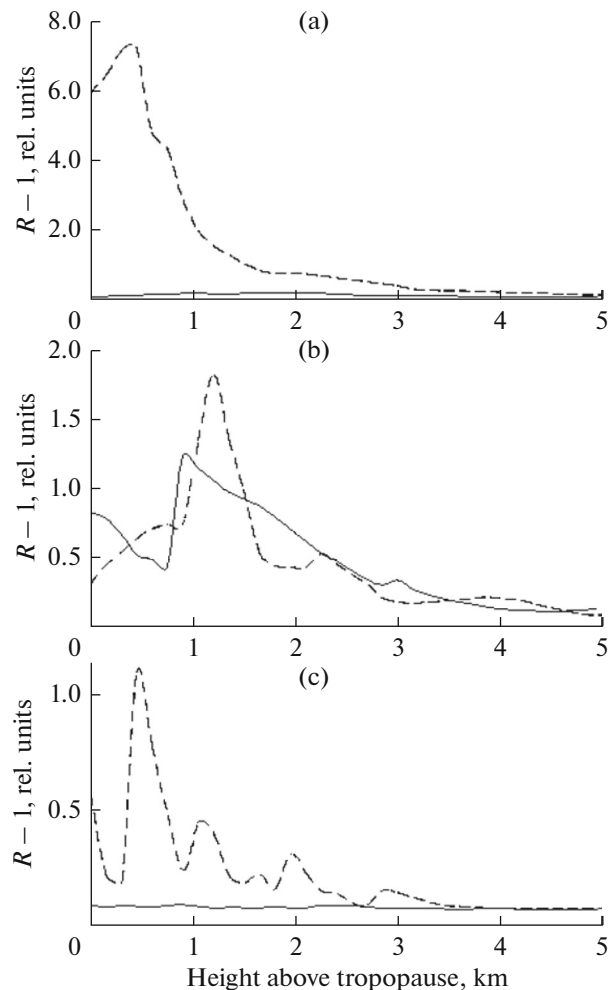 (a)
8.0
6.0
4.0
2.0
R – 1, rel. units
0 1 2 3 4 5
(b)
2.0
1.5
1.0
0.5
R – 1, rel. units
0 1 2 3 4 5
(c)
1.0
0.5
R – 1, rel. units
0 1 2 3 4 5
Height above tropopause, km